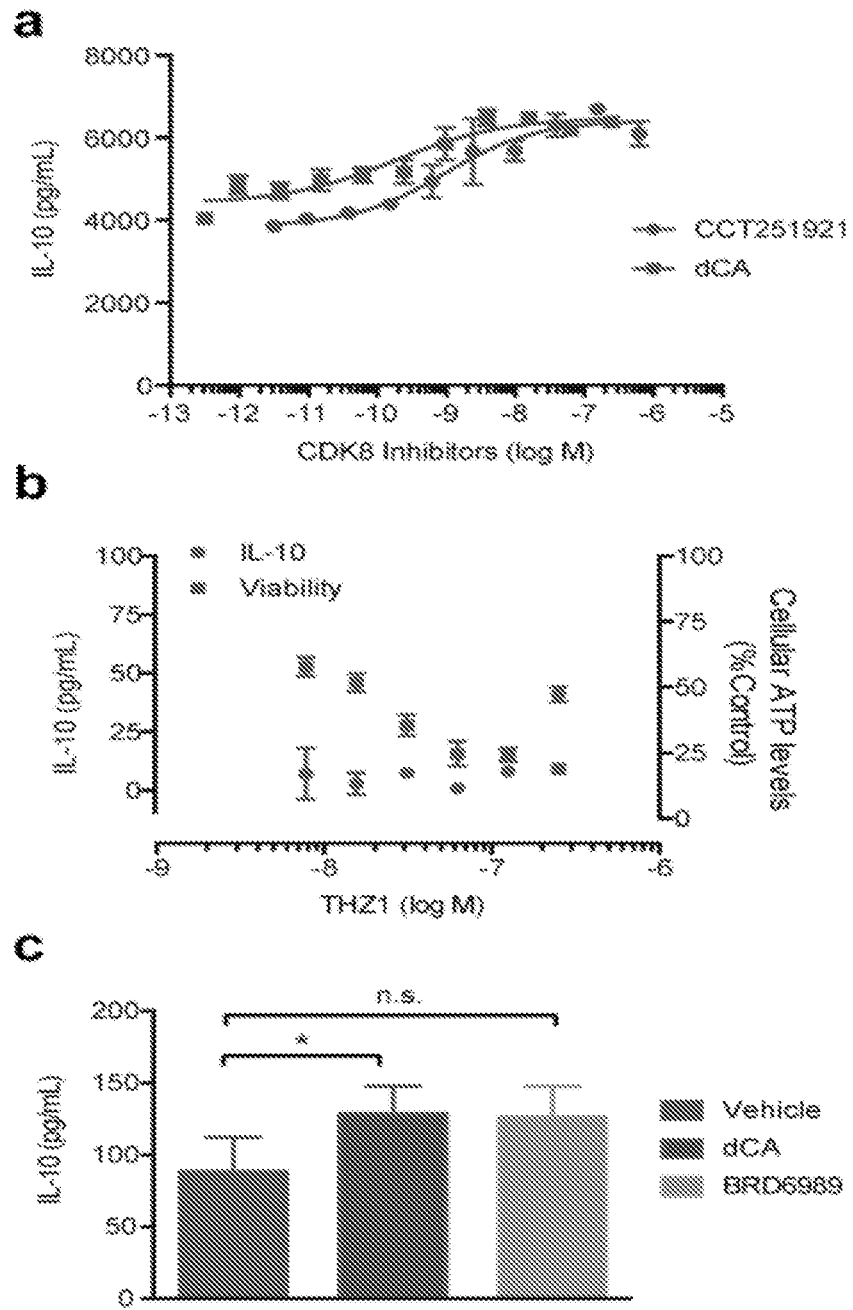 a
IL-10 (pg/mL)
8000
6000
4000
2000
0
-13 -12 -11 -10 -9 -8 -7 -6 -5
CDK8 Inhibitors (log M)
CCT251921
dCA
b
IL-10 (pg/mL)
100
75
50
25
0
IL-10
Viability
100
75
50
25
0
Cellular ATP levels
(% Control)
-9 -8 -7 -6
THZ1 (log M)
c
IL-10 (pg/mL)
200
150
100
50
0
n.s.
*
Vehicle
dCA
BRD6989